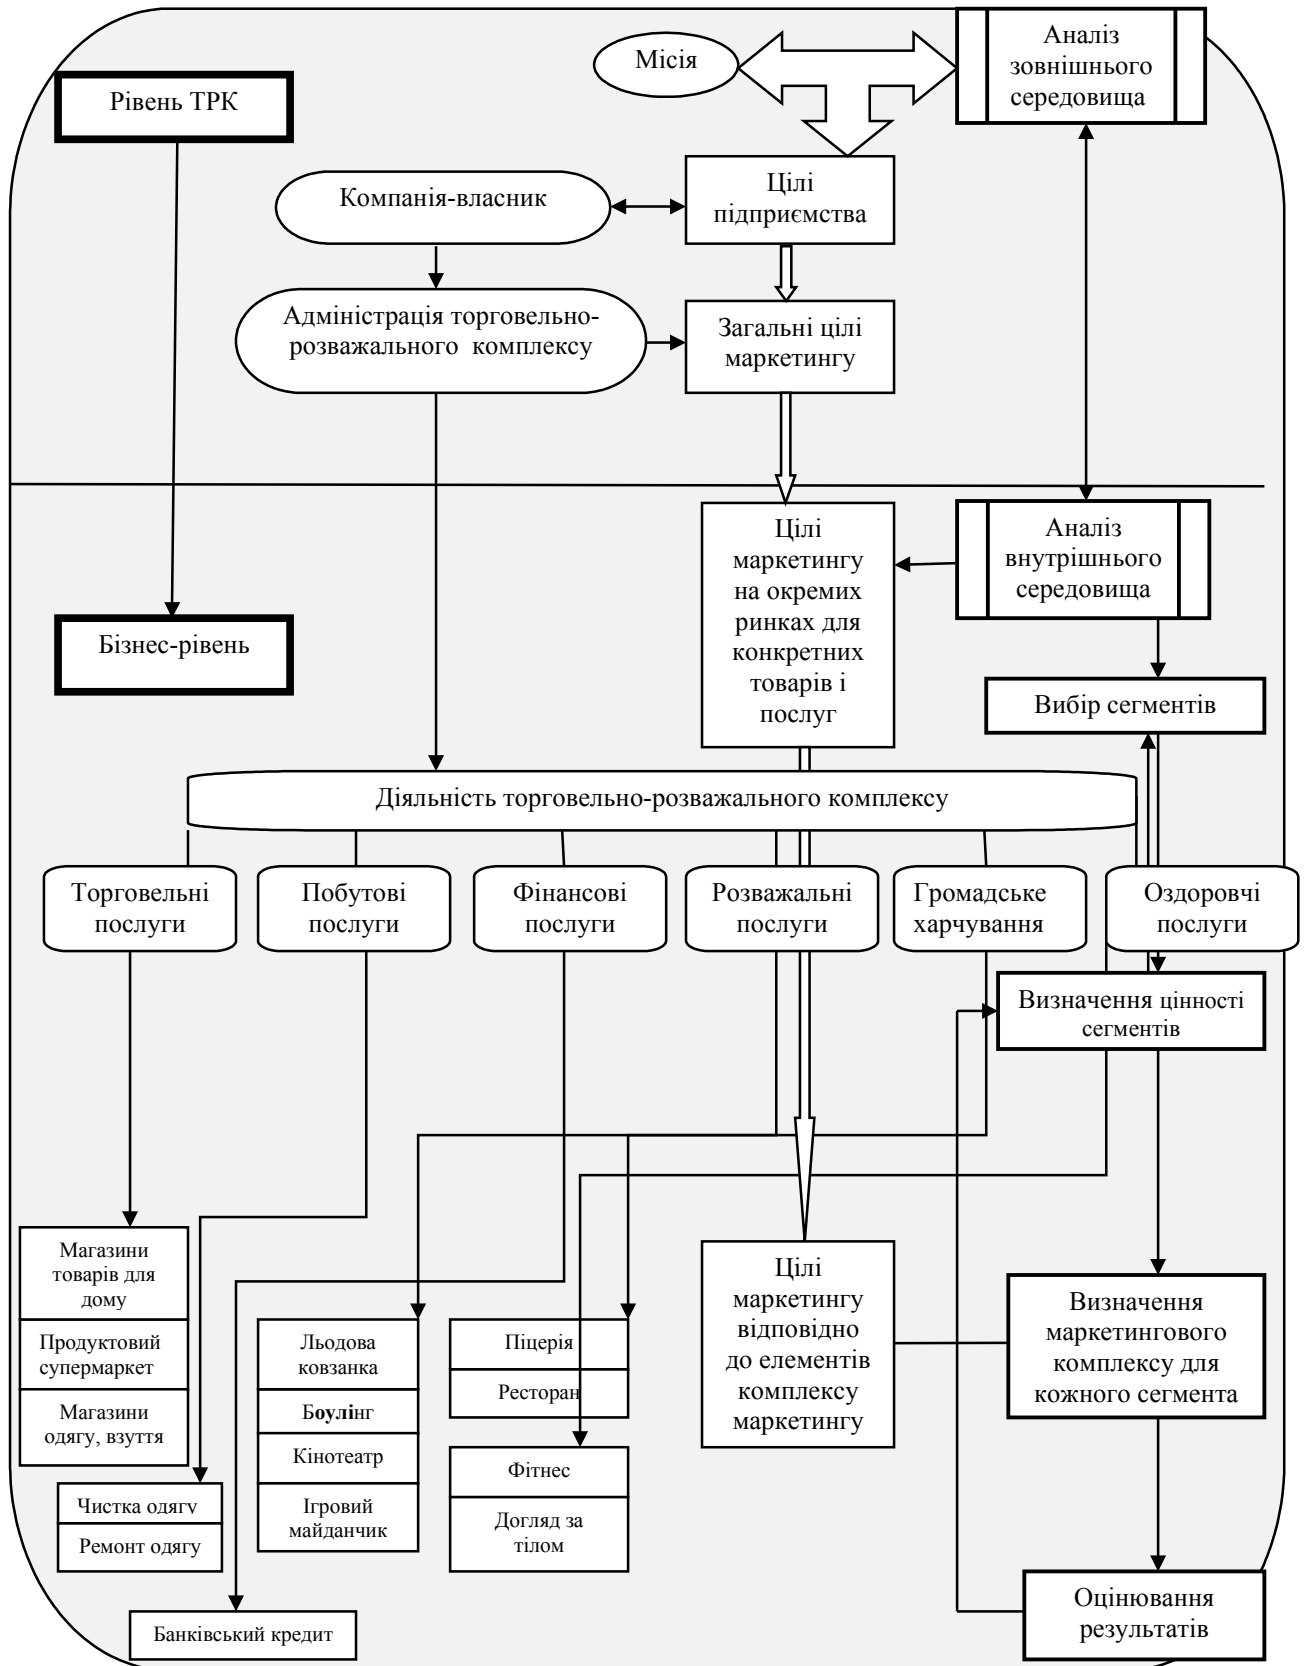 Місія
Аналіз
зовнішнього
середовища
Рівень ТРК
Компанія-власник
Цілі
підприємства
Адміністрація торговельно-
розважального комплексу
Загальні цілі
маркетингу
Цілі
маркетингу
на окремих
ринках для
конкретних
товарів і
послуг
Аналіз
внутрішнього
середовища
Бізнес-рівень
Вибір сегментів
Діяльність торговельно-розважального комплексу
Торговельні
послуги
Побутові
послуги
Фінансові
послуги
Розважальні
послуги
Громадське
харчування
Оздоровчі
послуги
Визначення цінності
сегментів
Магазини
товарів для
дому
Продуктовий
супермаркет
Магазини
одягу, взуття
Чистка одягу
Ремонт одягу
Банківський кредит
Льодова
ковзанка
Боулінг
Кінотеатр
Ігровий
майданчик
Піцерія
Ресторан
Фітнес
Догляд за
тілом
Цілі
маркетингу
відповідно
до елементів
комплексу
маркетингу
Визначення
маркетингового
комплексу для
кожного сегмента
Оцінювання
результатів